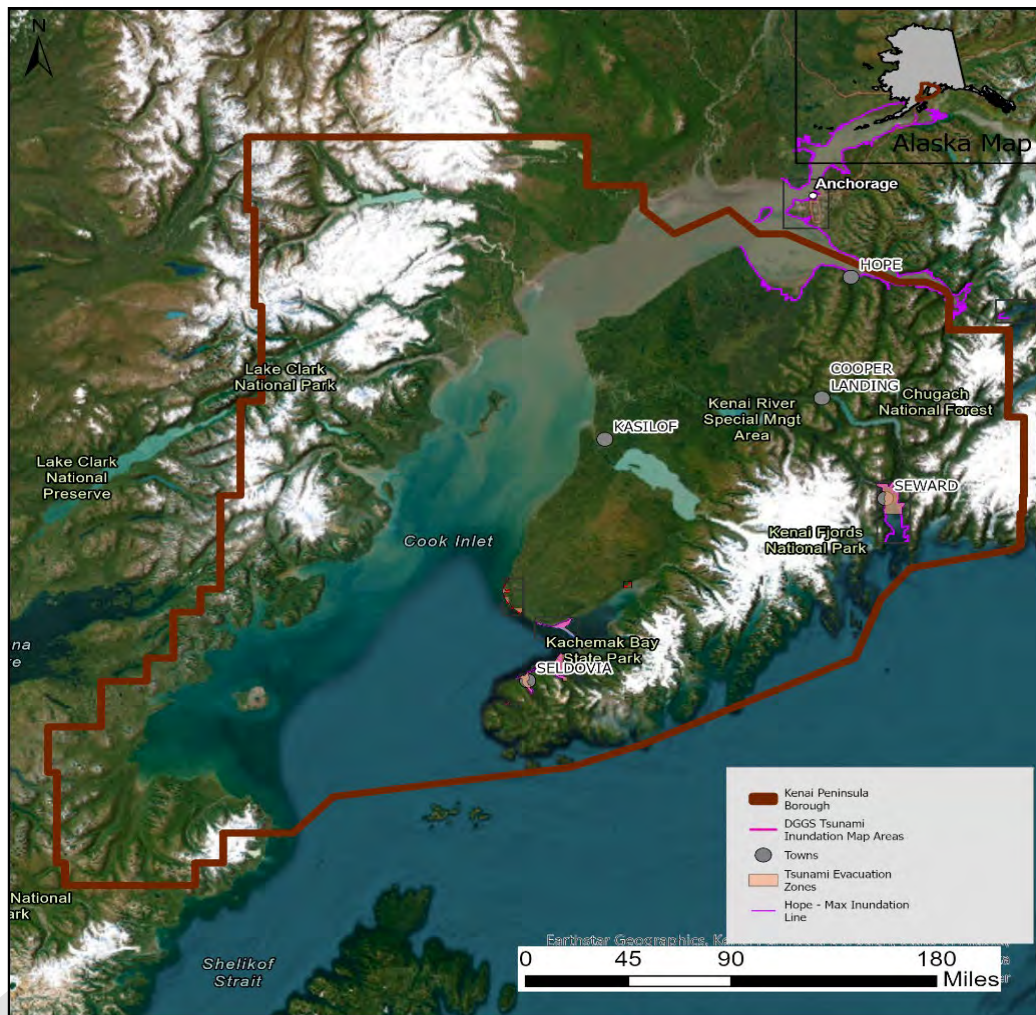 N
Alaska Map
Anchorage
HOPE
Lake Clark
National Park
COOPER
LANDING
Chugach
National Forest
Kenai River
Special Mngt
Area
KASILOF
Lake Clark
National
Preserve
SEWARD
Cook Inlet
Kenai Fjords
National Park
na
Kachemak Bay
State Park
SELDOVIA
Kenai Peninsula
Borough
DGGS Tsunami
Inundation Map Areas
Towns
Tsunami Evacuation
Zones
Hope - Max Inundation
Line
National
ark
Earthstar Geographics,
Shelikof
Strait
0 45 90 180
Miles